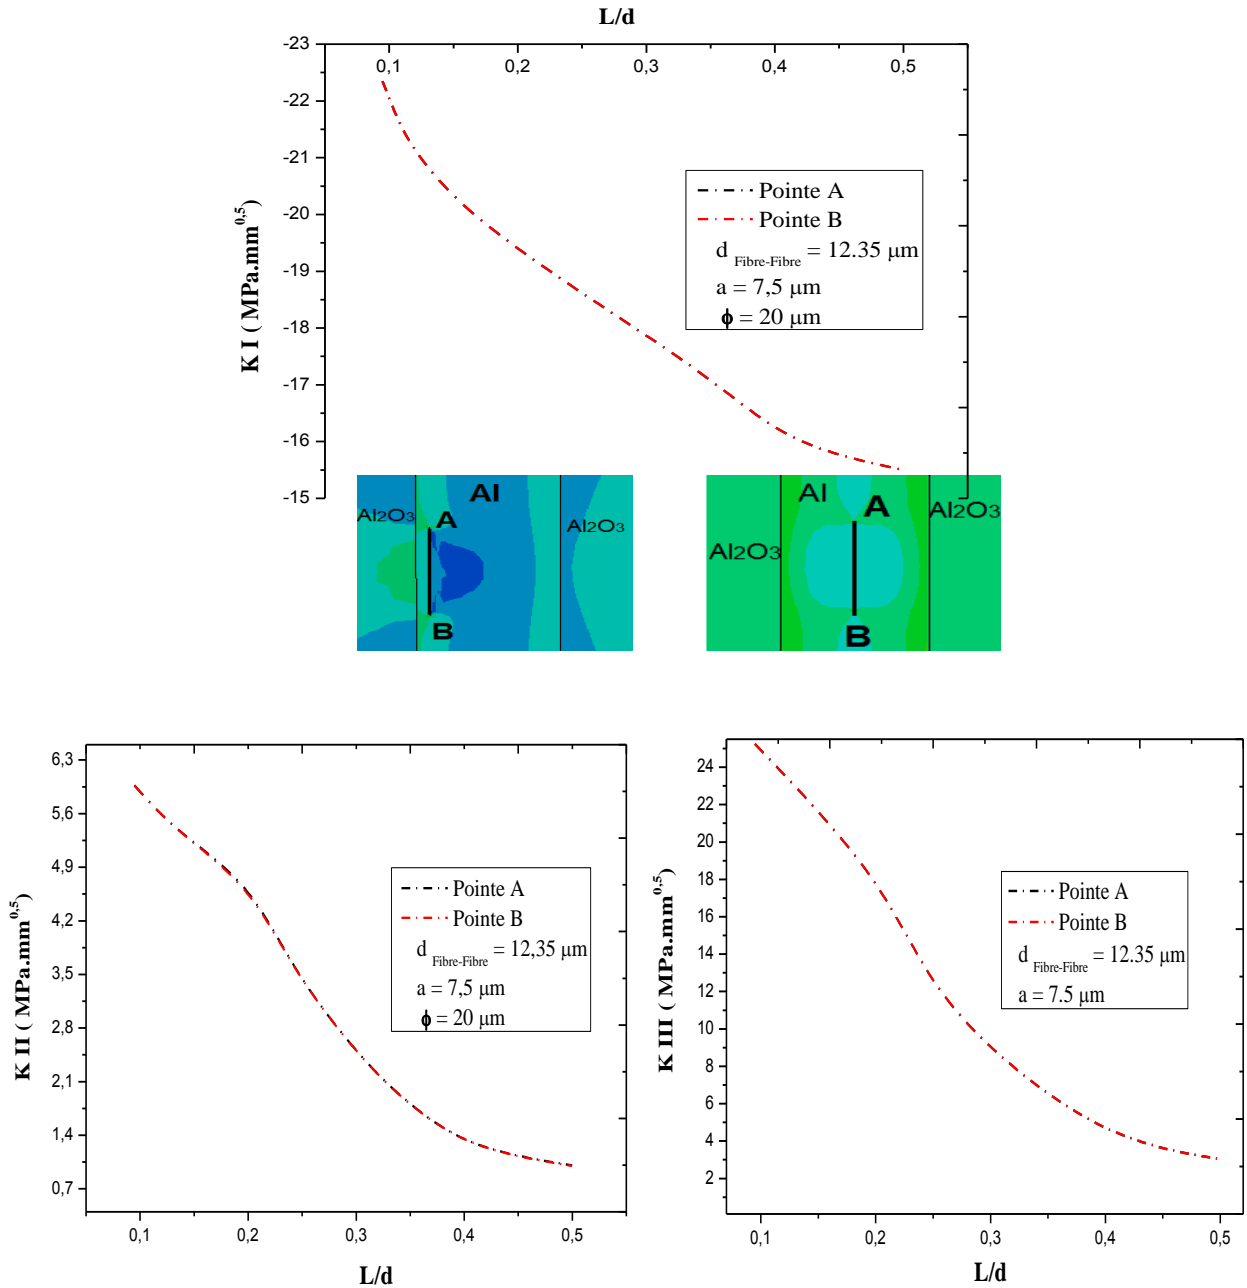 L/d
-23
0,1 0,2 0,3 0,4 0,5
-22
-21
-20
-19
-18
-17
-16
-15
K I ( MPa.mm^0,5)
Pointe A
Pointe B
d Fibre-Fibre = 12.35 μm
a = 7,5 μm
ϕ = 20 μm
Al2O3 Al Al2O3
A
B
Al A Al2O3
Al2O3
B
6,3
5,6
4,9
4,2
3,5
2,8
2,1
1,4
0,7
K II ( MPa.mm^0,5)
Pointe A
Pointe B
d Fibre-Fibre = 12,35 μm
a = 7,5 μm
ϕ = 20 μm
0,1 0,2 0,3 0,4 0,5
L/d
24
22
20
18
16
14
12
10
8
6
4
2
K III ( MPa.mm^0,5)
Pointe A
Pointe B
d Fibre-Fibre = 12.35 μm
a = 7.5 μm
0,1 0,2 0,3 0,4 0,5
L/d